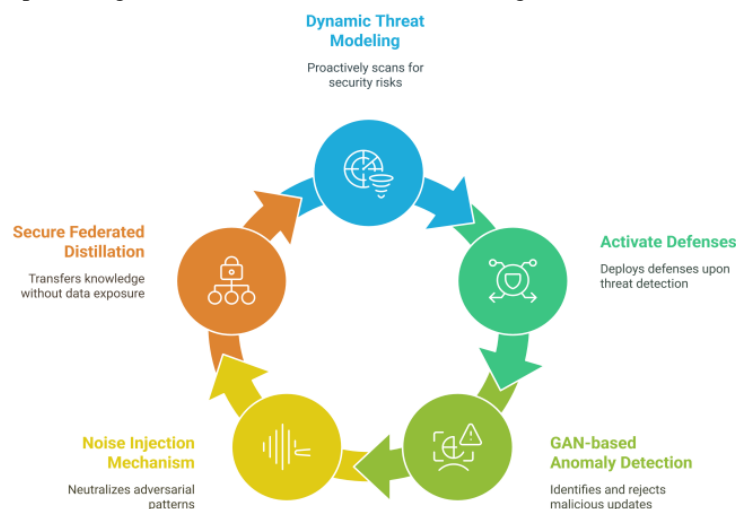 Dynamic Threat
Modeling
Proactively scans for
security risks
Secure Federated
Distillation
Transfers knowledge
without data exposure
Activate Defenses
Deploys defenses upon
threat detection
Noise Injection
Mechanism
Neutralizes adversarial
patterns
GAN-based
Anomaly Detection
Identifies and rejects
malicious updates